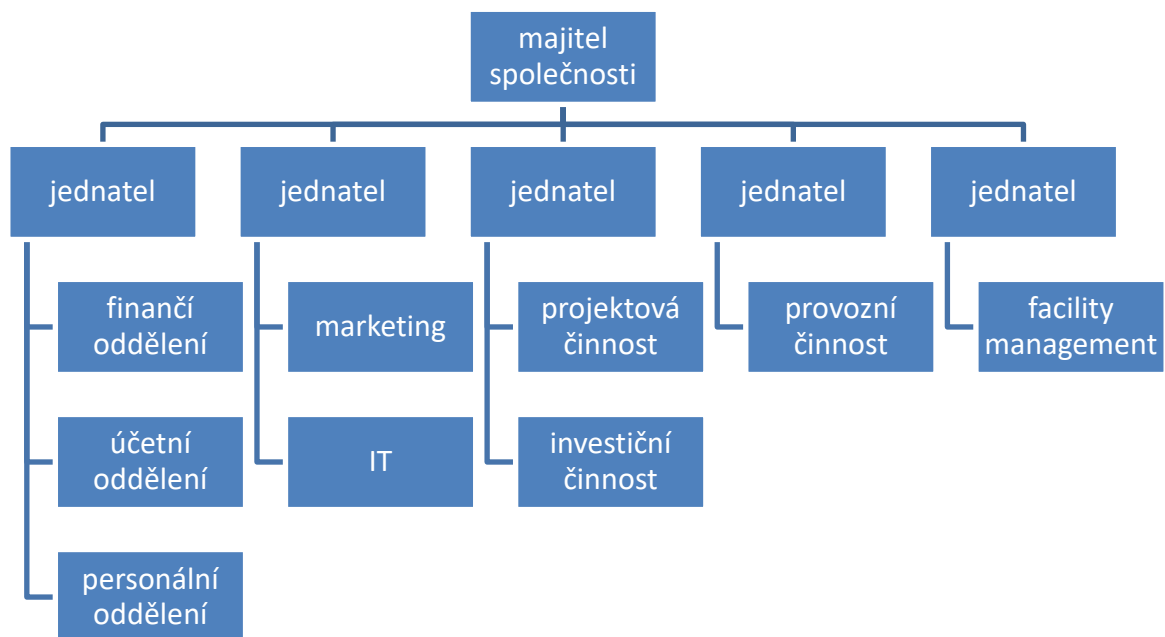 majitel
společnosti
jednatel
jednatel
jednatel
jednatel
jednatel
finančí
oddělení
marketing
projektová
činnost
provozní
činnost
facility
management
účetní
oddělení
IT
investiční
činnost
personální
oddělení